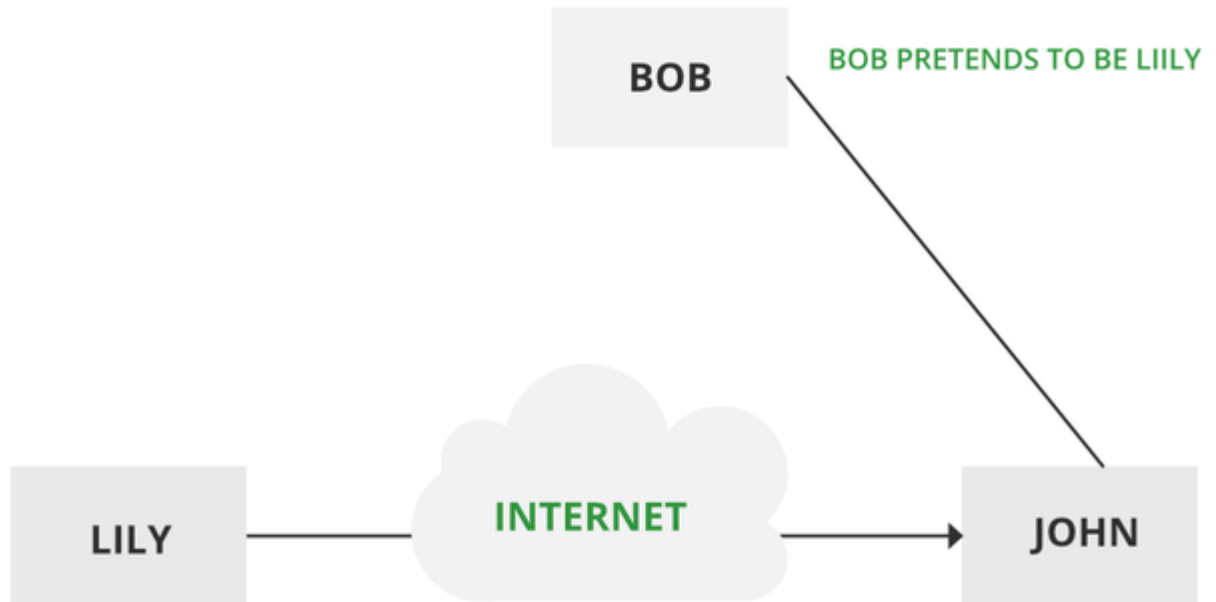 BOB
BOB PRETENDS TO BE LIILY
INTERNET
LILY
JOHN